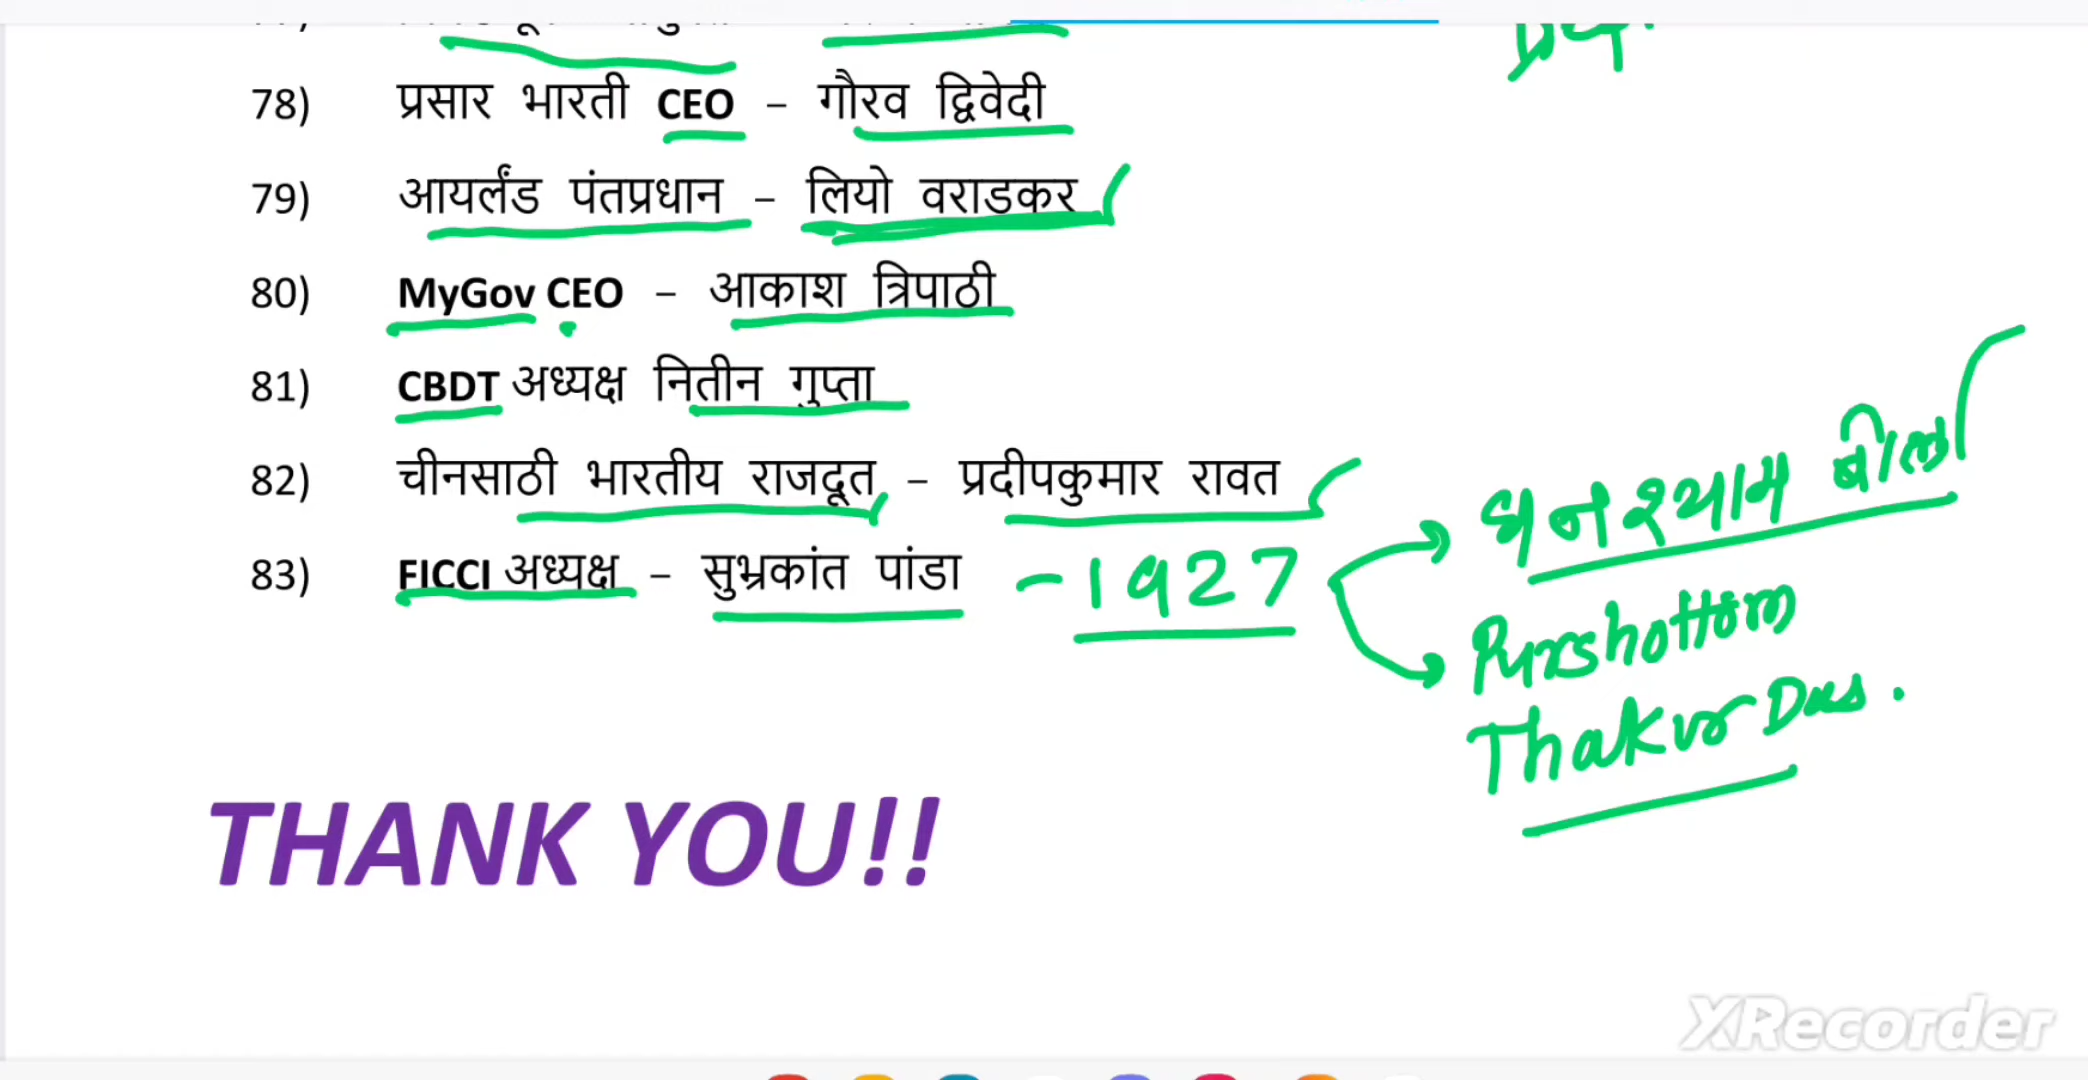 78) प्रसार भारती CEO – गौरव द्विवेदी
79) आयर्लंड पंतप्रधान – लियो वराडकर
80) MyGov CEO – आकाश त्रिपाठी
81) CBDT अध्यक्ष नितीन गुप्ता
82) चीनसाठी भारतीय राजदूत – प्रदीपकुमार रावत
83) FICCI अध्यक्ष – सुभ्रकांत पांडा – 1927
घनश्याम
Purshottam
Thakur Das.
THANK YOU!!
XRecorder